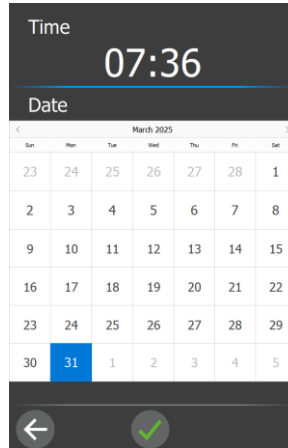 Time
07:36
Date
March 2025
Sun Mon Tue Wed Thu Fri Sat
23 24 25 26 27 28 1
2 3 4 5 6 7 8
9 10 11 12 13 14 15
16 17 18 19 20 21 22
23 24 25 26 27 28 29
30 31 1 2 3 4 5